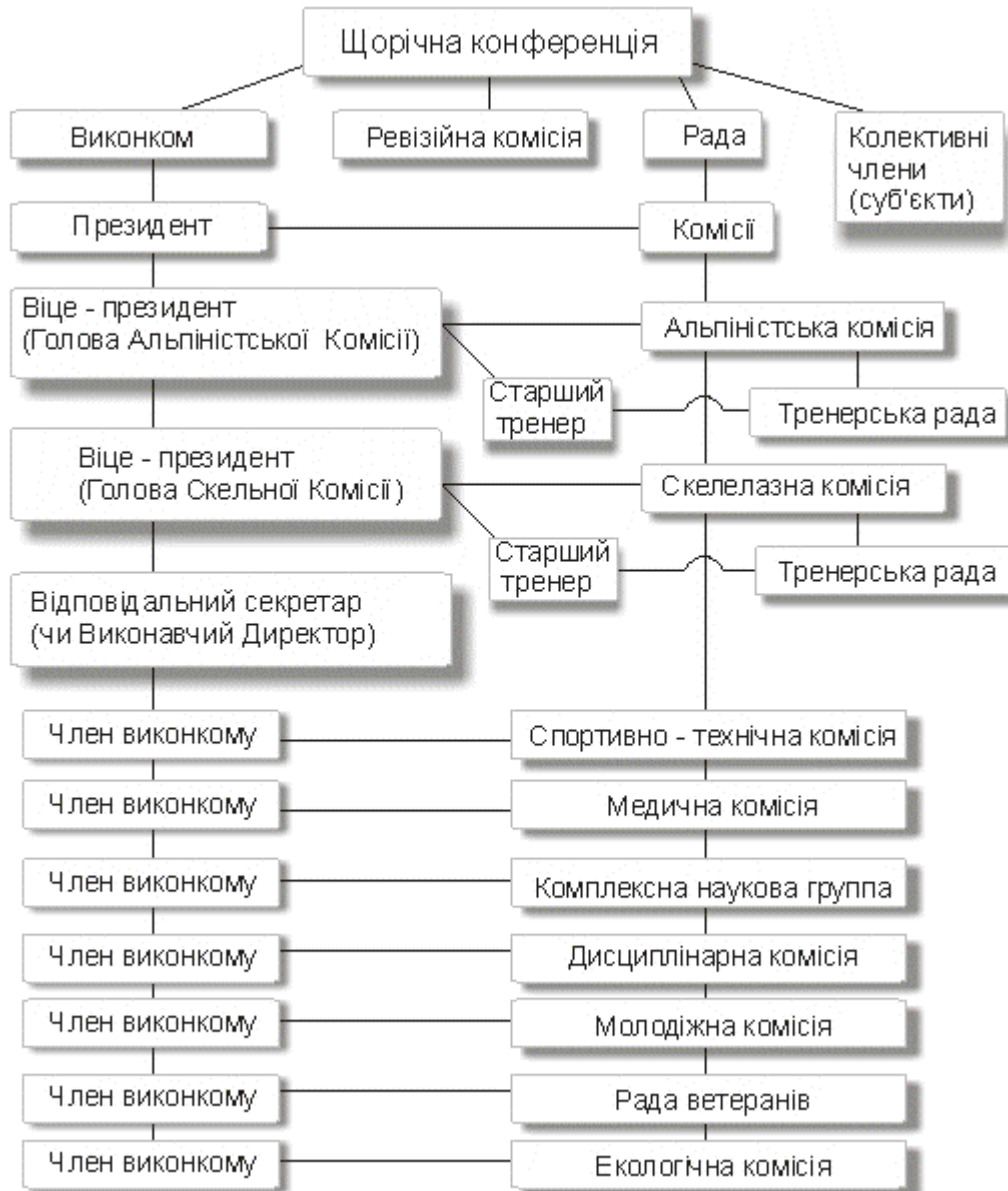 Щорічна конференція
Виконком
Ревізійна комісія
Рада
Колективні
члени
(суб'єкти)
Президент
Комісії
Віце - президент
(Голова Альпіністської Комісії)
Альпіністська комісія
Старший
тренер
Тренерська рада
Віце - президент
(Голова Скельної Комісії)
Скелелазна комісія
Старший
тренер
Тренерська рада
Відповідальний секретар
(чи Виконавчий Директор)
Член виконкому
Спортивно - технічна комісія
Член виконкому
Медична комісія
Член виконкому
Комплексна наукова группа
Член виконкому
Дисциплінарна комісія
Член виконкому
Молодіжна комісія
Член виконкому
Рада ветеранів
Член виконкому
Екологічна комісія